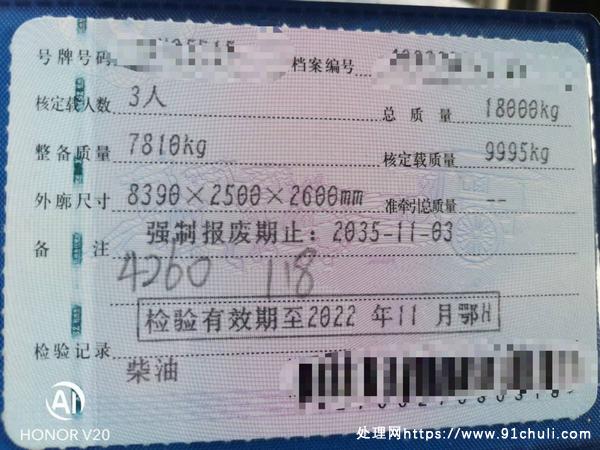 号牌号码
档案编号
核定载人数 3人 总质量 18000kg
整备质量 7810kg 核定载质量 9995kg
外廓尺寸 8390×2500×2600mm 准牵引总质量 --
备注 强制报废期止：2035-11-03
4260 118
检验有效期至2022 年11 月鄂H
检验记录
柴油
AI
HONOR V20
处理网https://www.91chuli.com/